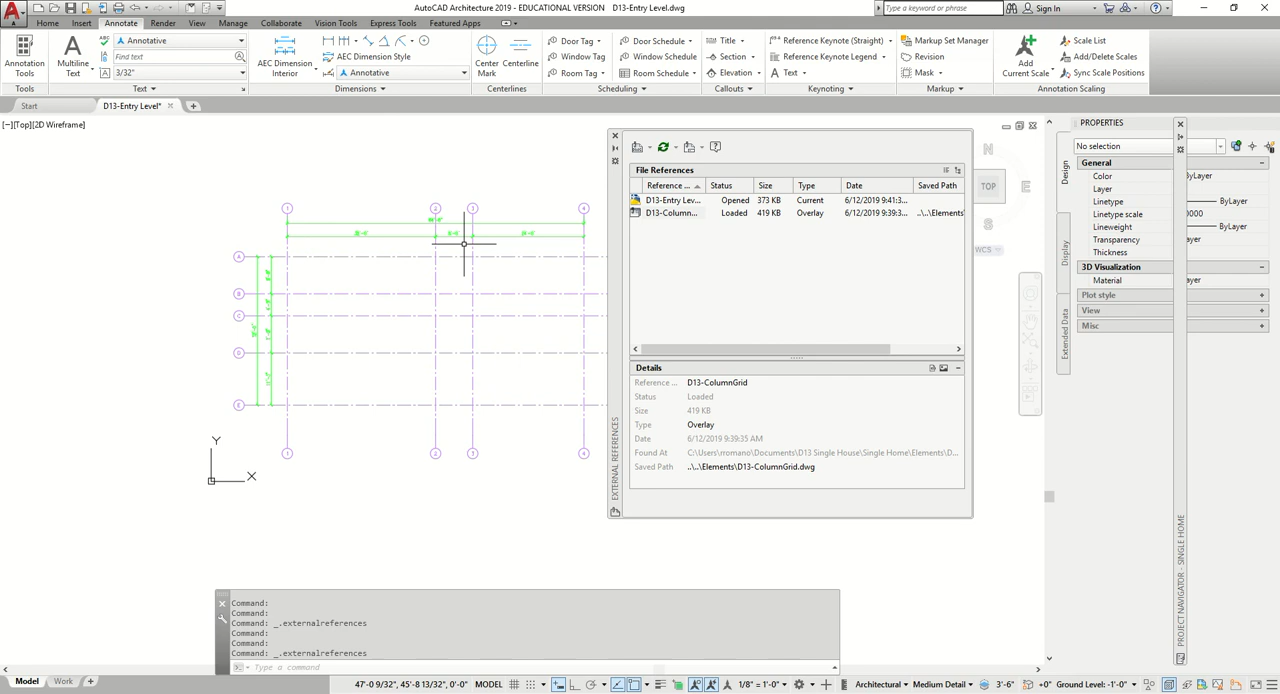 AutoCAD Architecture 2019 - EDUCATIONAL VERSION D13-Entry Level.dwg
Type a keyword or phrase
Sign In
Home Insert Annotate Render View Manage Collaborate Vision Tools Express Tools Featured Apps
Annotation Tools
Multiline Text
Annotative
Find text
3/32"
AEC Dimension Interior
AEC Dimension Style
Annotative
Center Mark
Centerline
Door Tag
Window Tag
Room Tag
Door Schedule
Window Schedule
Room Schedule
Title
Section
Elevation
Reference Keynote (Straight)
Reference Keynote Legend
Text
Markup Set Manager
Revision
Mask
Add Current Scale
Scale List
Add/Delete Scales
Sync Scale Positions
Tools Text Dimensions Centerlines Scheduling Callouts Keynoting Markup Annotation Scaling
Start D13-Entry Level*
[−][Top][2D Wireframe]
File References
Reference ... Status Size Type Date Saved Path
D13-Entry Lev... Opened 373 KB Current 6/12/2019 9:41:3...
D13-Column... Loaded 419 KB Overlay 6/12/2019 9:39:3... ..\..\Elements
Details
Reference ... D13-ColumnGrid
Status Loaded
Size 419 KB
Type Overlay
Date 6/12/2019 9:39:35 AM
Found At C:\Users\romano\Documents\D13 Single House\Single Home\Elements\D...
Saved Path ..\..\Elements\D13-ColumnGrid.dwg
EXTERNAL REFERENCES
N
TOP
E
S
WCS
PROPERTIES
No selection
Design
Display
Extended Data
General
Color ByLayer
Layer
Linetype ByLayer
Linetype scale 0000
Lineweight ByLayer
Transparency
Thickness
3D Visualization
Material ayer
Plot style
View
Misc
PROJECT NAVIGATOR - SINGLE HOME
1 2 3 4
A
B
C
D
E
1 2 3 4
Y
X
Command:
Command:
Command: _.externalreferences
Command:
Command:
Command: _.externalreferences
Type a command
Model Work
47'-0 9/32", 45'-8 13/32", 0'-0" MODEL 1/8" = 1'-0" Architectural Medium Detail 3'-6" +0" Ground Level: -1'-0"